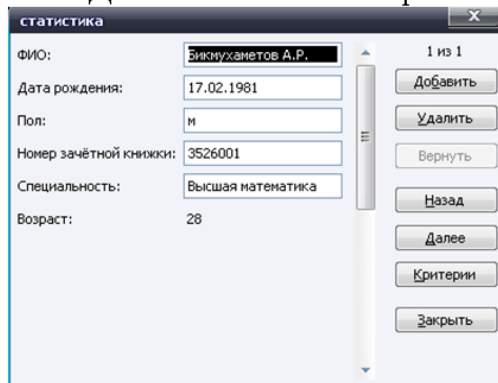 статистика
ФИО: Бикмухаметов А.Р.
1 из 1
Дата рождения: 17.02.1981
Добавить
Пол: м
Удалить
Номер зачётной книжки: 3526001
Вернуть
Специальность: Высшая математика
Назад
Возраст: 28
Далее
Критерии
Закрыть